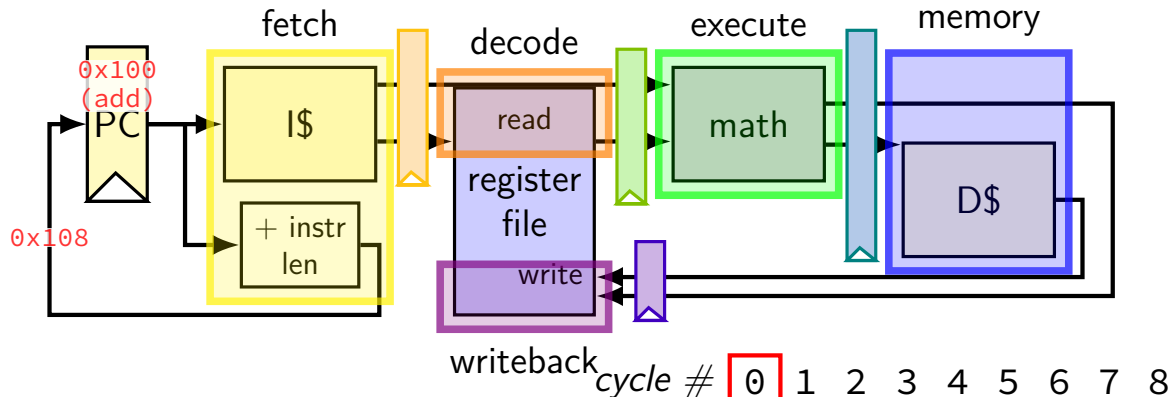 fetch
decode
execute
memory
0x100
(add)
PC
I$
read
math
register
file
D$
0x108
+ instr
len
write
writeback
cycle # 0 1 2 3 4 5 6 7 8